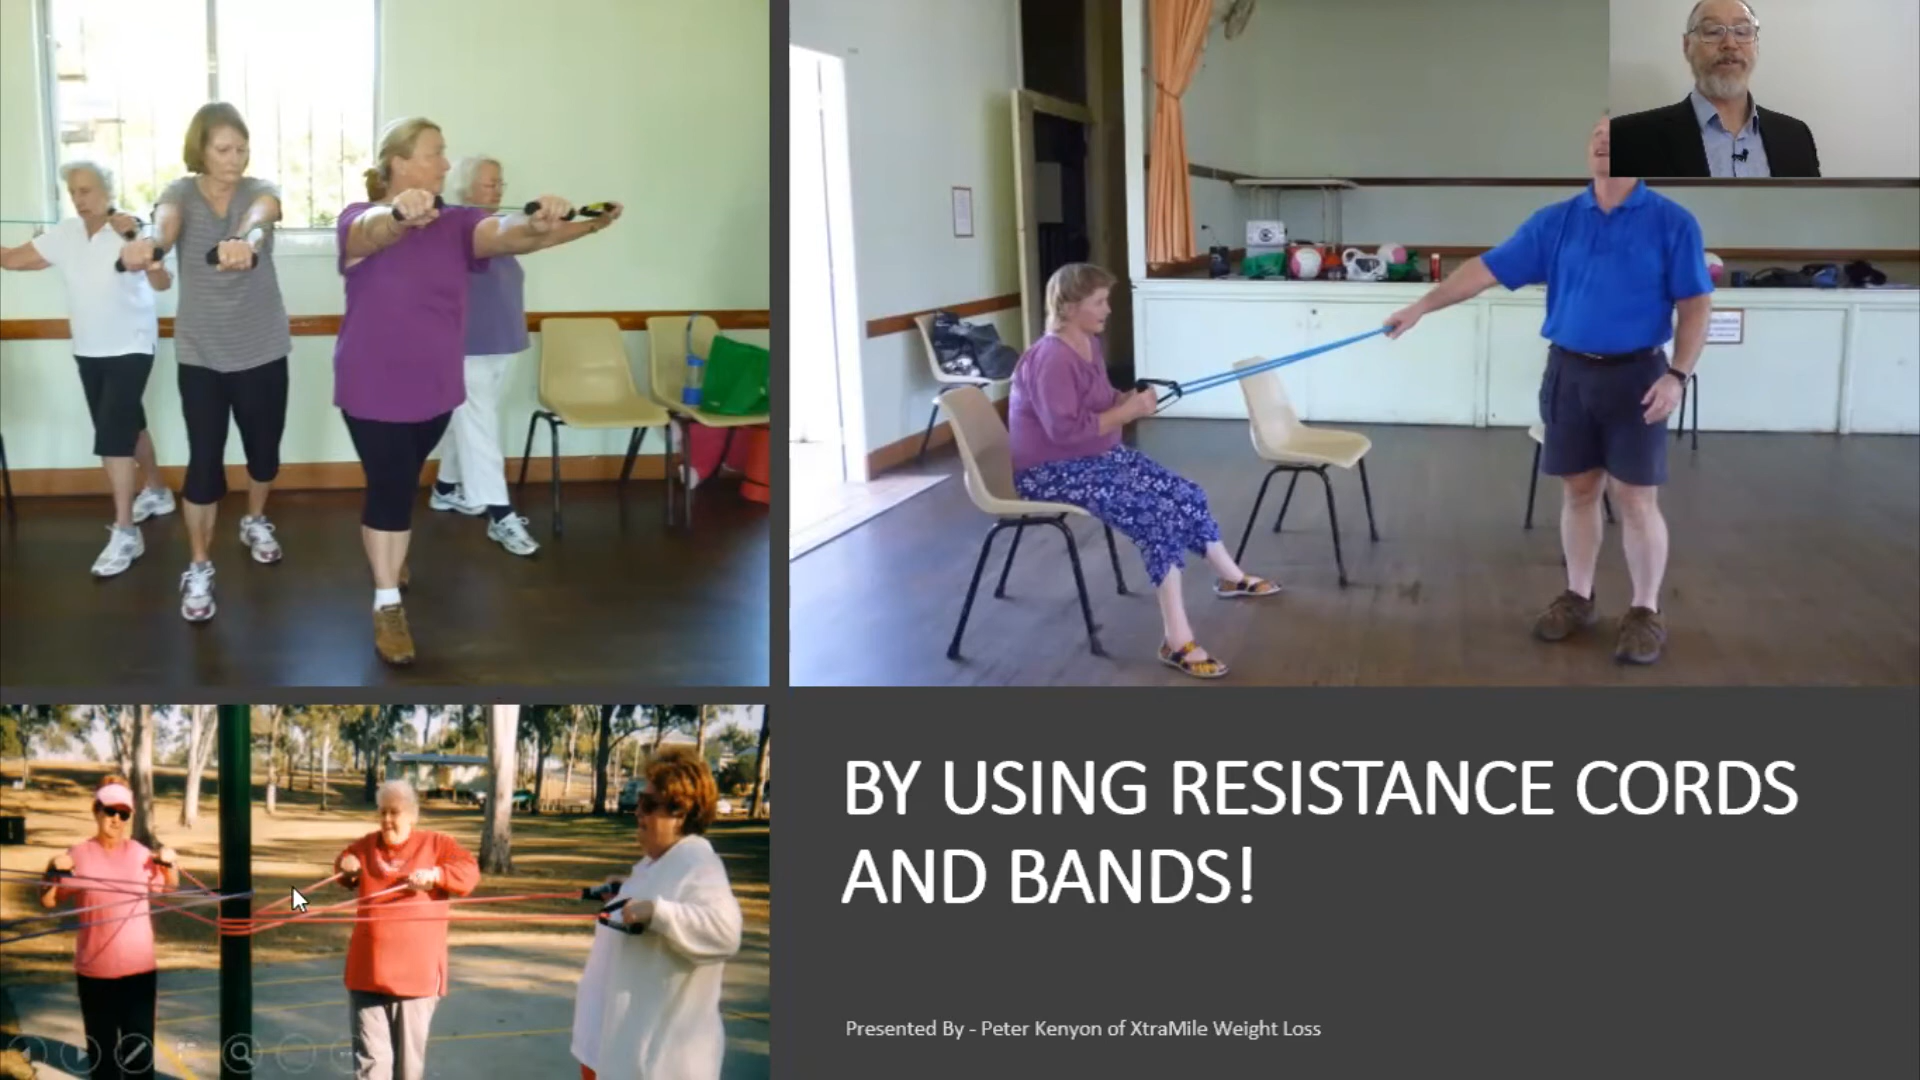 BY USING RESISTANCE CORDS
AND BANDS!
Presented By - Peter Kenyon of XtraMile Weight Loss